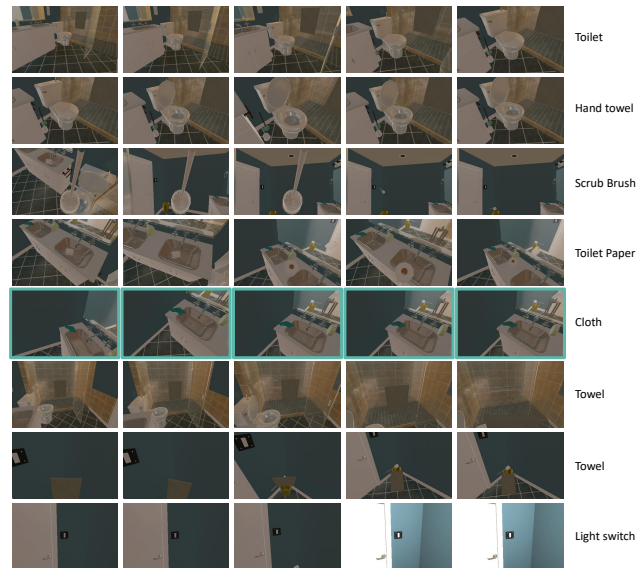 Toilet
Hand towel
Scrub Brush
Toilet Paper
Cloth
Towel
Towel
Light switch